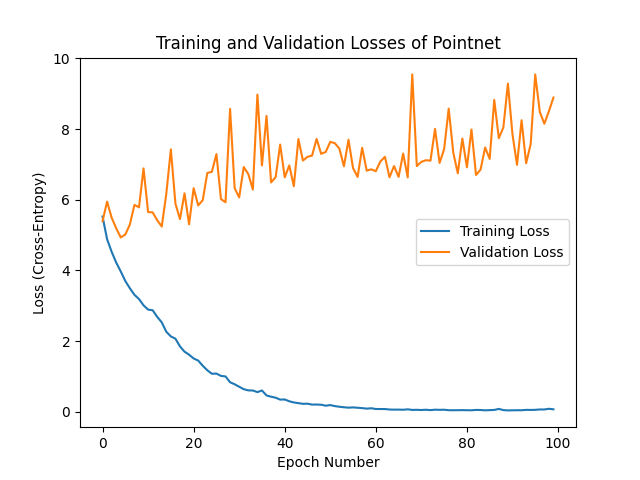 Training and Validation Losses of Pointnet
10
8
6
4
2
0
Loss (Cross-Entropy)
Training Loss
Validation Loss
0 20 40 60 80 100
Epoch Number